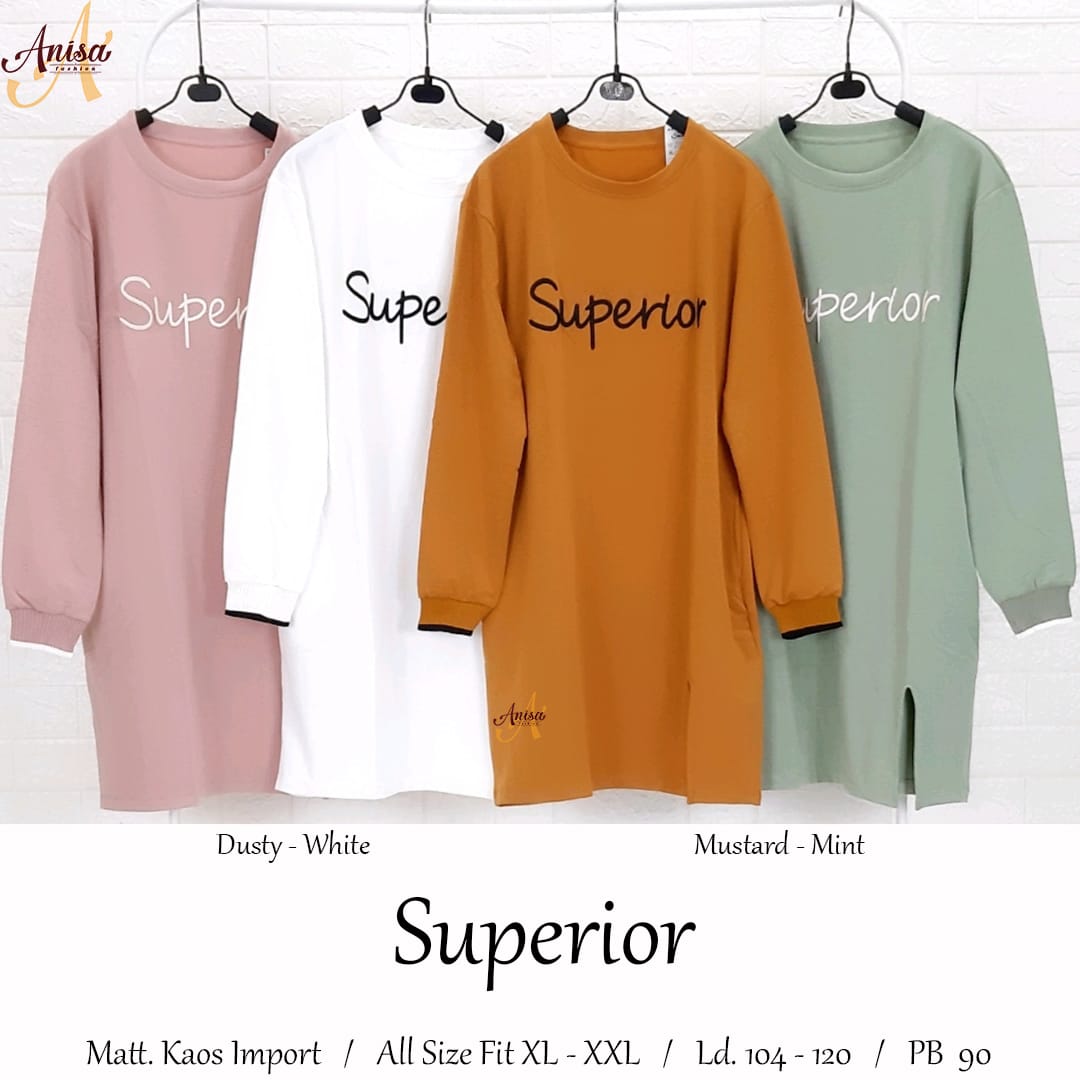 Anisa
fashion
Super
Supe
Superior
uperior
Anisa
Dusty - White
Mustard - Mint
Superior
Matt. Kaos Import / All Size Fit XL - XXL / Ld. 104 - 120 / PB 90